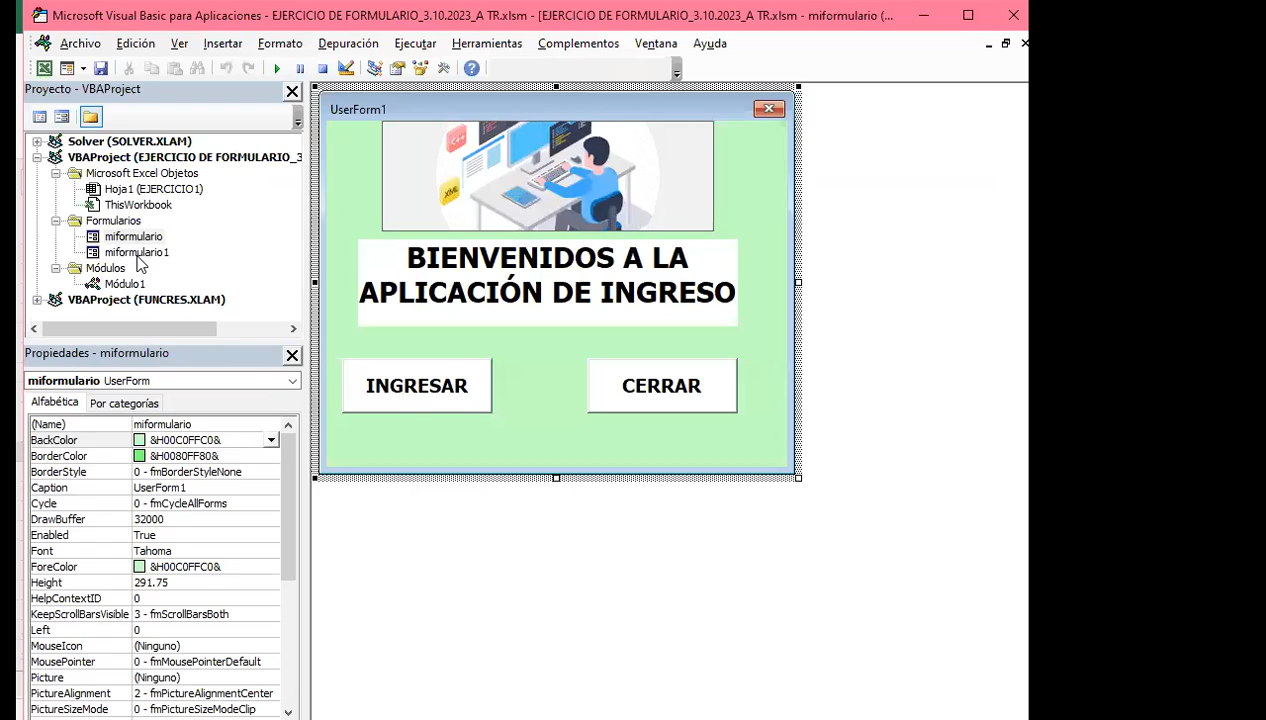 Microsoft Visual Basic para Aplicaciones - EJERCICIO DE FORMULARIO_3.10.2023_A TR.xlsm - [EJERCICIO DE FORMULARIO_3.10.2023_A TR.xlsm - miformulario (...
Archivo Edición Ver Insertar Formato Depuración Ejecutar Herramientas Complementos Ventana Ayuda
Proyecto - VBAProject
Solver (SOLVER.XLAM)
VBAProject (EJERCICIO DE FORMULARIO_3
Microsoft Excel Objetos
Hoja1 (EJERCICIO1)
ThisWorkbook
Formularios
miformulario
miformulario1
Módulos
Módulo1
VBAProject (FUNCRES.XLAM)
Propiedades - miformulario
miformulario UserForm
Alfabética Por categorías
(Name) miformulario
BackColor &H00C0FFC0&
BorderColor &H0080FF80&
BorderStyle 0 - fmBorderStyleNone
Caption UserForm1
Cycle 0 - fmCycleAllForms
DrawBuffer 32000
Enabled True
Font Tahoma
ForeColor &H00C0FFC0&
Height 291.75
HelpContextID 0
KeepScrollBarsVisible 3 - fmScrollBarsBoth
Left 0
MouseIcon (Ninguno)
MousePointer 0 - fmMousePointerDefault
Picture (Ninguno)
PictureAlignment 2 - fmPictureAlignmentCenter
PictureSizeMode 0 - fmPictureSizeModeClip
UserForm1
C++
XML
BIENVENIDOS A LA
APLICACIÓN DE INGRESO
INGRESAR CERRAR